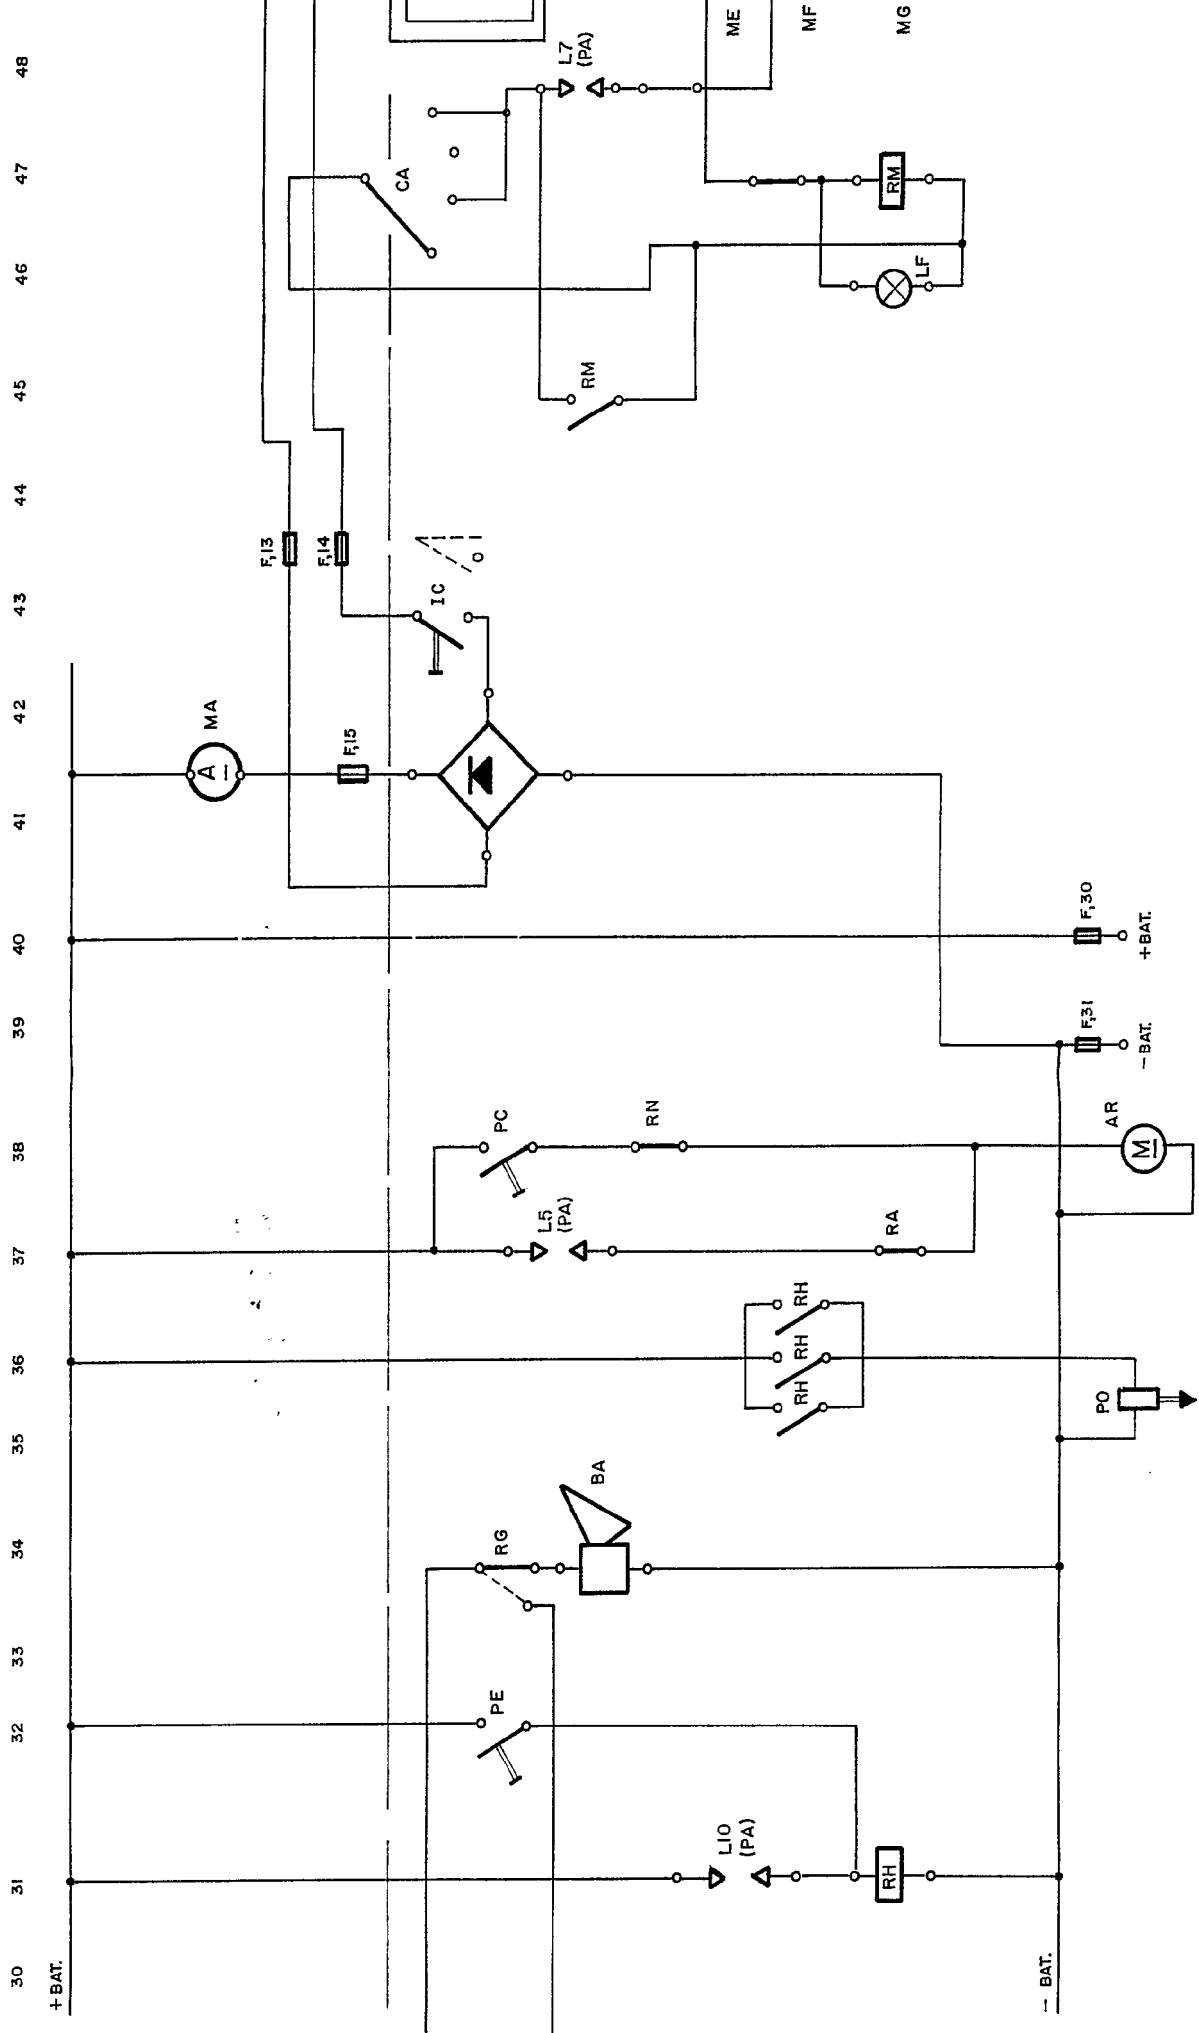 30 31 32 33 34 35 36 37 38 39 40 41 42 43 44 45 46 47 48
+BAT.
MA
F,13
F,14
F,15
IC
CA
L7
(PA)
ME
MF
MG
RM
RM
LF
A
PC
RN
L5
(PA)
RA
RH
RH
RH
RG
BA
PE
L10
(PA)
RH
PO
AR
M
F,31
-BAT.
F,30
+BAT.
- BAT.